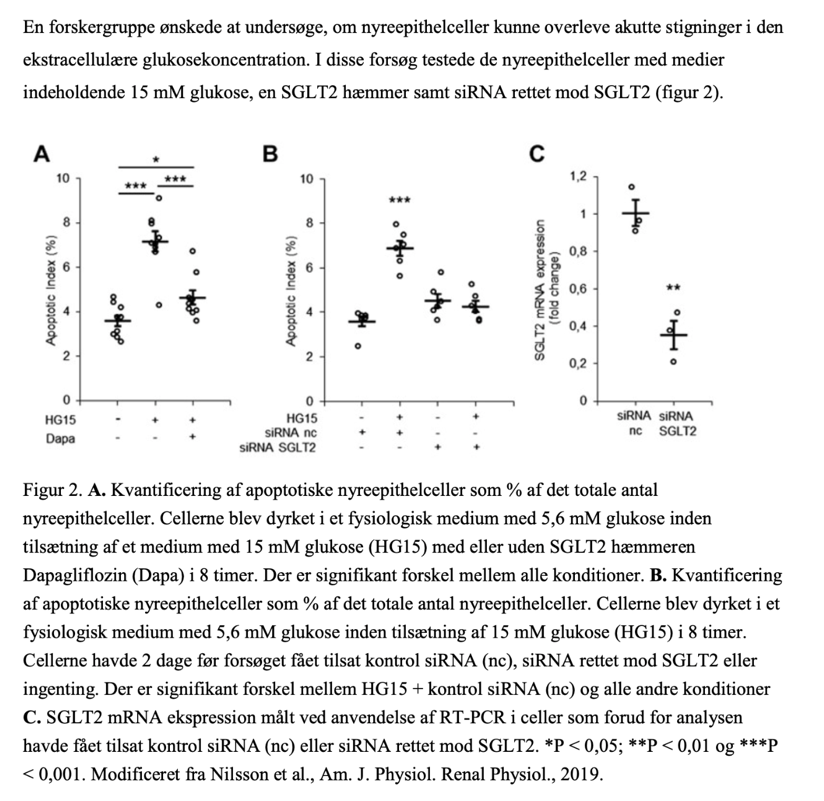 En forskergruppe ønskede at undersøge, om nyreepithelceller kunne overleve akutte stigninger i den
ekstracellulære glukosekoncentration. I disse forsøg testede de nyreepithelceller med medier
indeholdende 15 mM glukose, en SGLT2 hæmmer samt siRNA rettet mod SGLT2 (figur 2).
A
Apoptotic Index (%)
10
8
6
4
2
0
*
***
***
HG15 - + +
Dapa - - +
B
Apoptotic Index (%)
10
8
6
4
2
0
***
HG15 - + - +
siRNA nc + + - -
siRNA SGLT2 - - + +
C
SGLT2 mRNA expression
(fold change)
1,2
1
0,8
0,6
0,4
0,2
0
**
siRNA siRNA
nc SGLT2
Figur 2. A. Kvantificering af apoptotiske nyreepithelceller som % af det totale antal
nyreepithelceller. Cellerne blev dyrket i et fysiologisk medium med 5,6 mM glukose inden
tilsætning af et medium med 15 mM glukose (HG15) med eller uden SGLT2 hæmmeren
Dapagliflozin (Dapa) i 8 timer. Der er signifikant forskel mellem alle konditioner. B. Kvantificering
af apoptotiske nyreepithelceller som % af det totale antal nyreepithelceller. Cellerne blev dyrket i et
fysiologisk medium med 5,6 mM glukose inden tilsætning af 15 mM glukose (HG15) i 8 timer.
Cellerne havde 2 dage før forsøget fået tilsat kontrol siRNA (nc), siRNA rettet mod SGLT2 eller
ingenting. Der er signifikant forskel mellem HG15 + kontrol siRNA (nc) og alle andre konditioner
C. SGLT2 mRNA ekspression målt ved anvendelse af RT-PCR i celler som forud for analysen
havde fået tilsat kontrol siRNA (nc) eller siRNA rettet mod SGLT2. *P < 0,05; **P < 0,01 og ***P
< 0,001. Modificeret fra Nilsson et al., Am. J. Physiol. Renal Physiol., 2019.